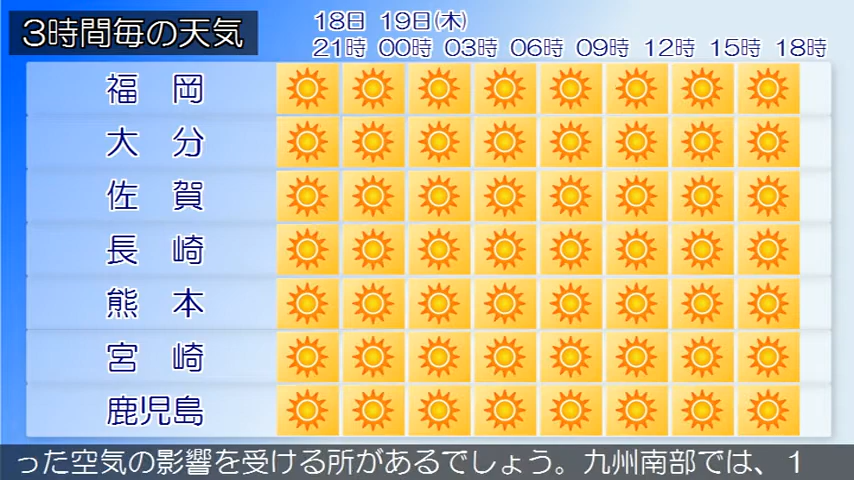 3時間毎の天気
18日 19日(木)
21時 00時 03時 06時 09時 12時 15時 18時
福岡
大分
佐賀
長崎
熊本
宮崎
鹿児島
った空気の影響を受ける所があるでしょう。九州南部では、1